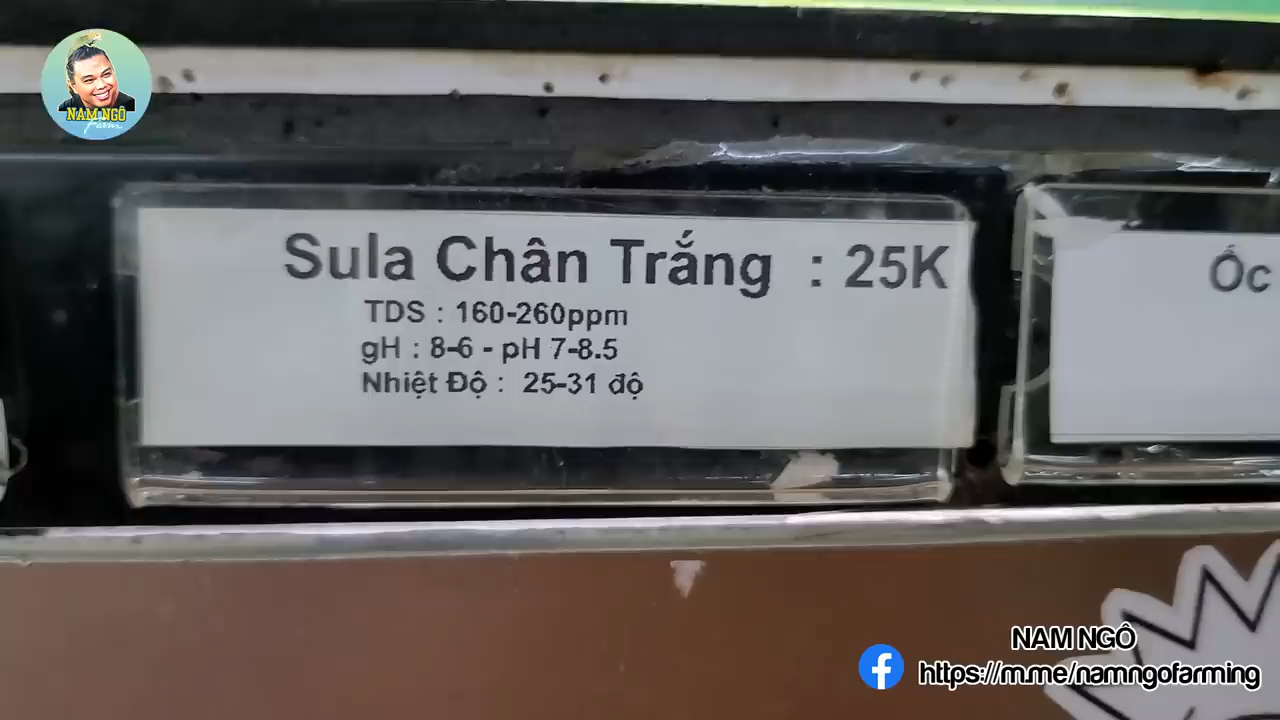 NAM NGÔ
Farm
Sula Chân Trắng : 25K
TDS : 160-260ppm
gH : 8-6 - pH 7-8.5
Nhiệt Độ : 25-31 độ
Ốc
NAM NGÔ
https://m.me/namngofarming